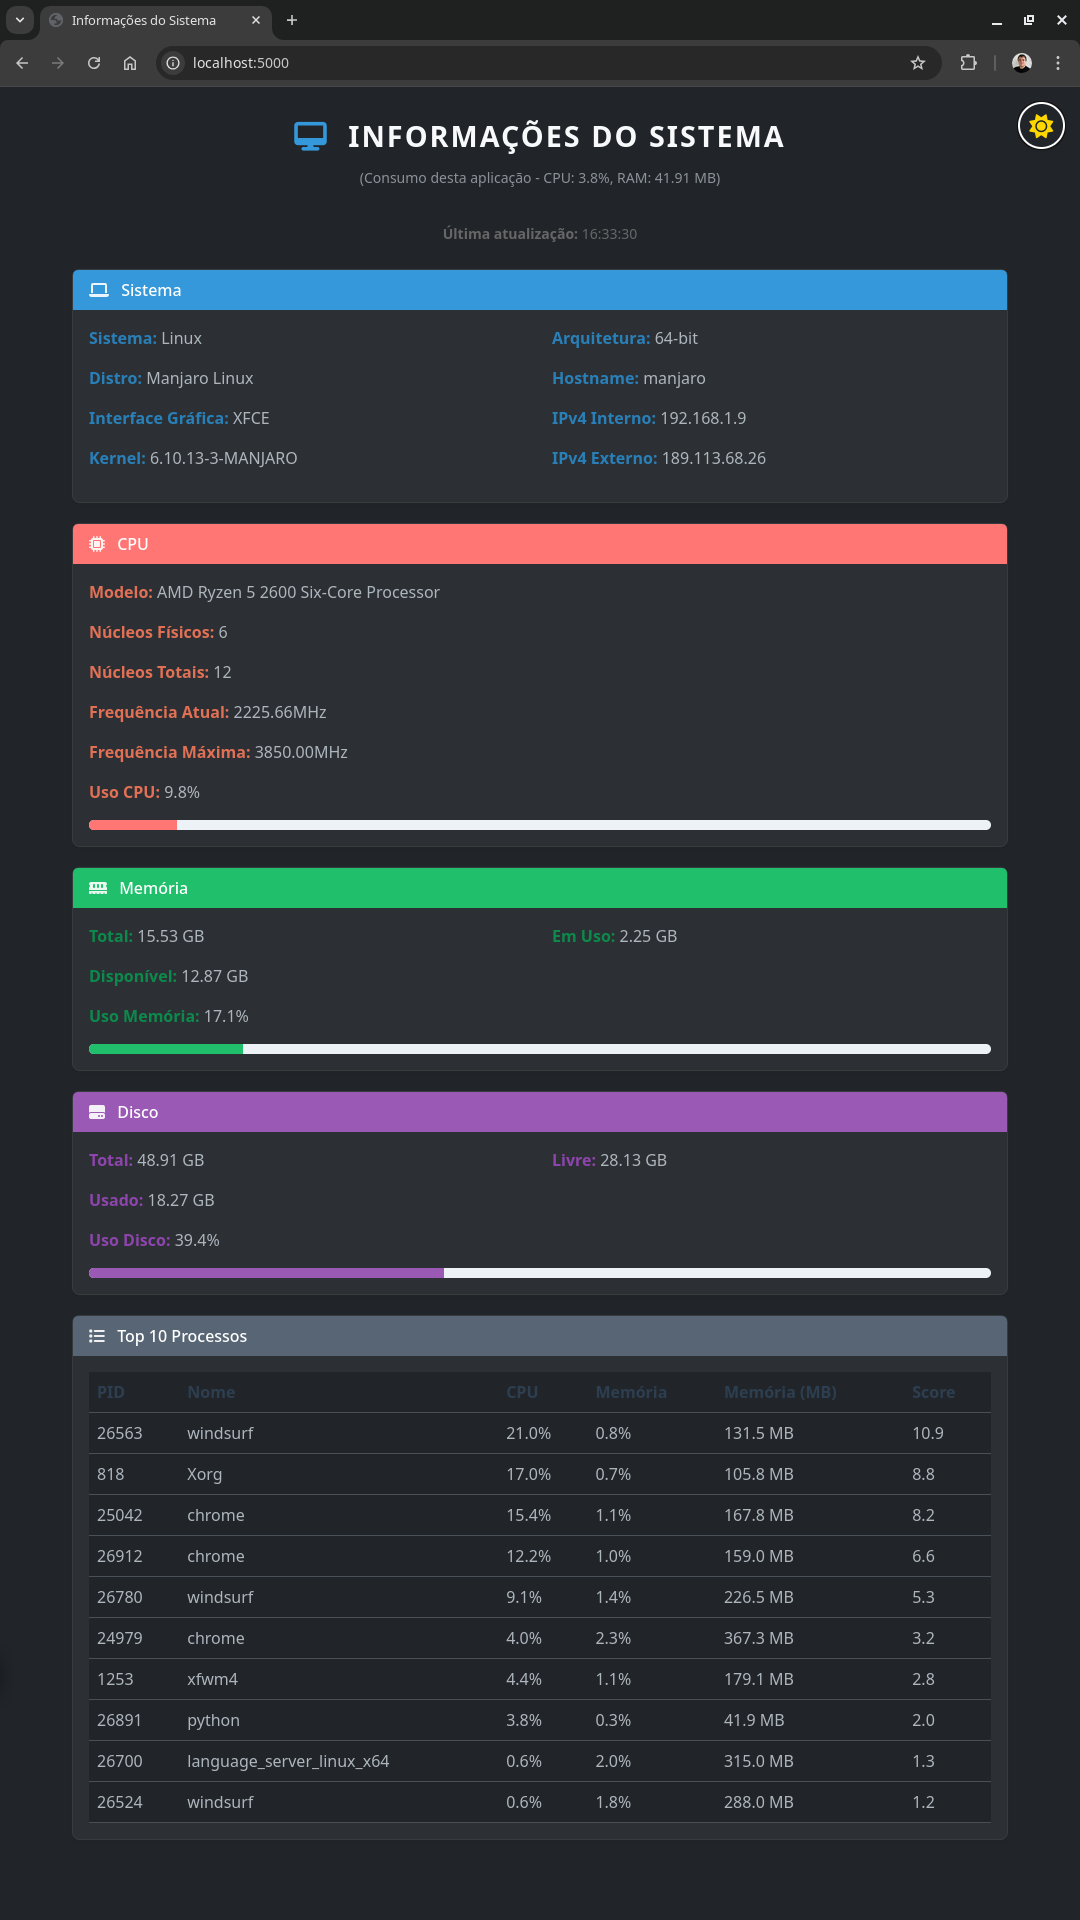 Informações do Sistema
localhost:5000
INFORMAÇÕES DO SISTEMA
(Consumo desta aplicação - CPU: 3.8%, RAM: 41.91 MB)
Última atualização: 16:33:30
Sistema
Sistema: Linux
Arquitetura: 64-bit
Distro: Manjaro Linux
Hostname: manjaro
Interface Gráfica: XFCE
IPv4 Interno: 192.168.1.9
Kernel: 6.10.13-3-MANJARO
IPv4 Externo: 189.113.68.26
CPU
Modelo: AMD Ryzen 5 2600 Six-Core Processor
Núcleos Físicos: 6
Núcleos Totais: 12
Frequência Atual: 2225.66MHz
Frequência Máxima: 3850.00MHz
Uso CPU: 9.8%
Memória
Total: 15.53 GB
Em Uso: 2.25 GB
Disponível: 12.87 GB
Uso Memória: 17.1%
Disco
Total: 48.91 GB
Livre: 28.13 GB
Usado: 18.27 GB
Uso Disco: 39.4%
Top 10 Processos
PID Nome CPU Memória Memória (MB) Score
26563 windsurf 21.0% 0.8% 131.5 MB 10.9
818 Xorg 17.0% 0.7% 105.8 MB 8.8
25042 chrome 15.4% 1.1% 167.8 MB 8.2
26912 chrome 12.2% 1.0% 159.0 MB 6.6
26780 windsurf 9.1% 1.4% 226.5 MB 5.3
24979 chrome 4.0% 2.3% 367.3 MB 3.2
1253 xfwm4 4.4% 1.1% 179.1 MB 2.8
26891 python 3.8% 0.3% 41.9 MB 2.0
26700 language_server_linux_x64 0.6% 2.0% 315.0 MB 1.3
26524 windsurf 0.6% 1.8% 288.0 MB 1.2